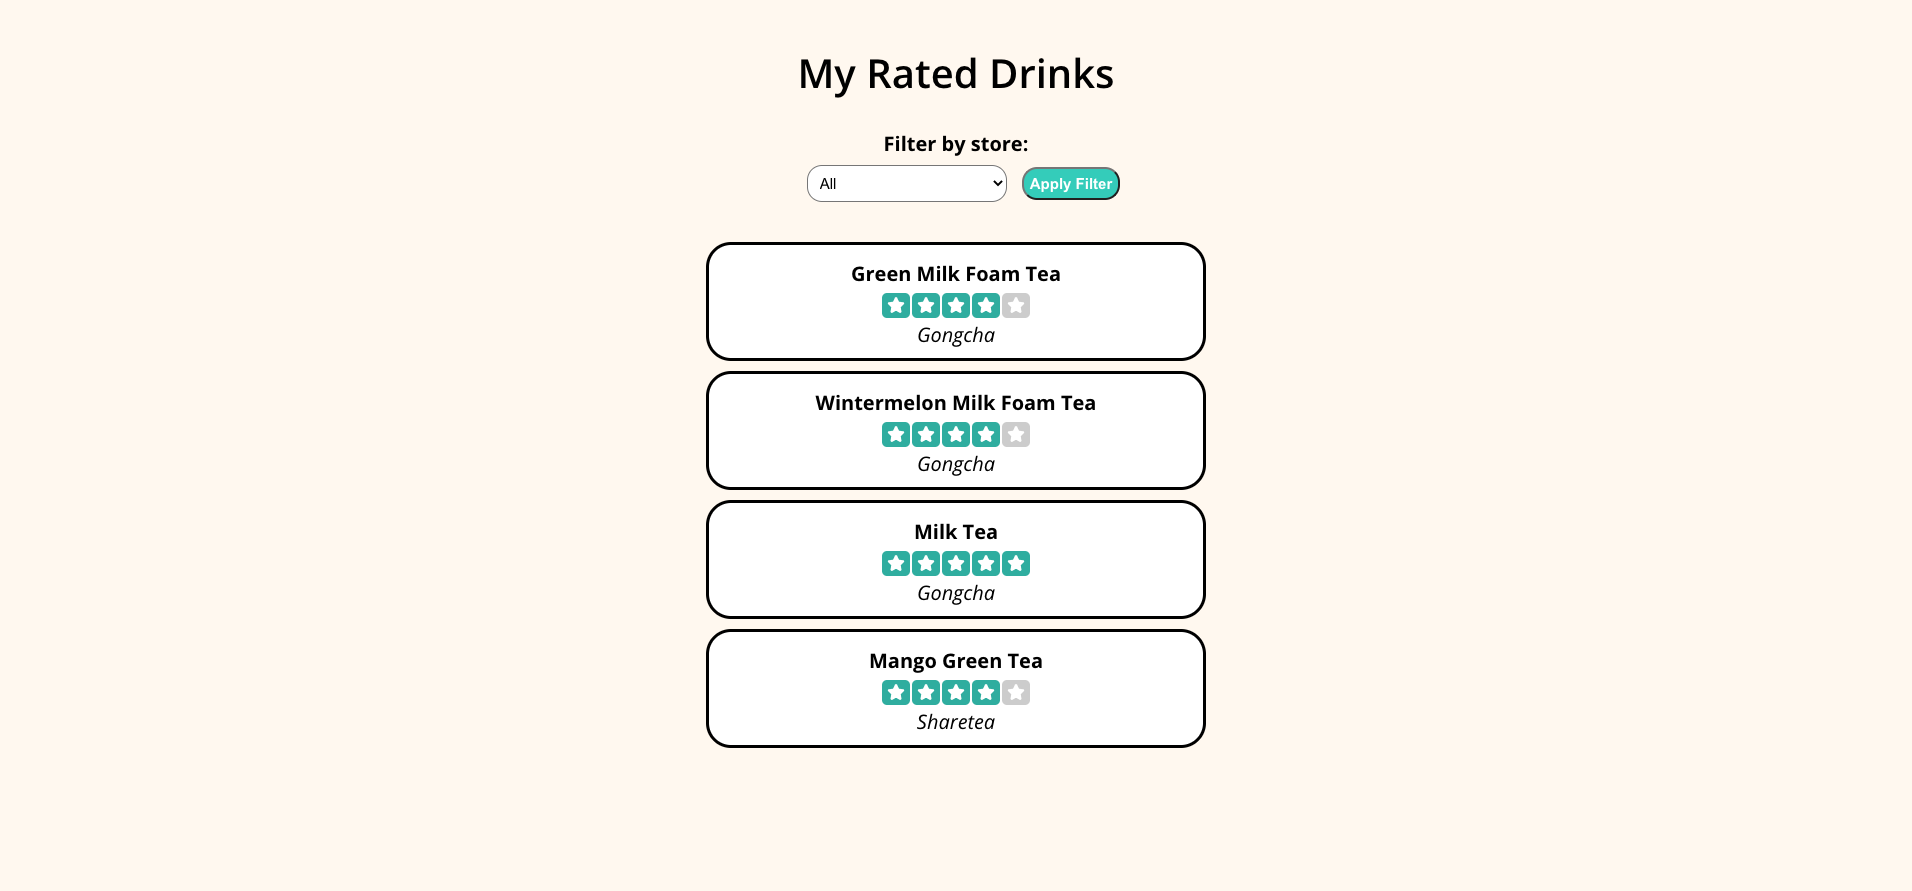 My Rated Drinks
Filter by store:
All
Apply Filter
Green Milk Foam Tea
Gongcha
Wintermelon Milk Foam Tea
Gongcha
Milk Tea
Gongcha
Mango Green Tea
Sharetea